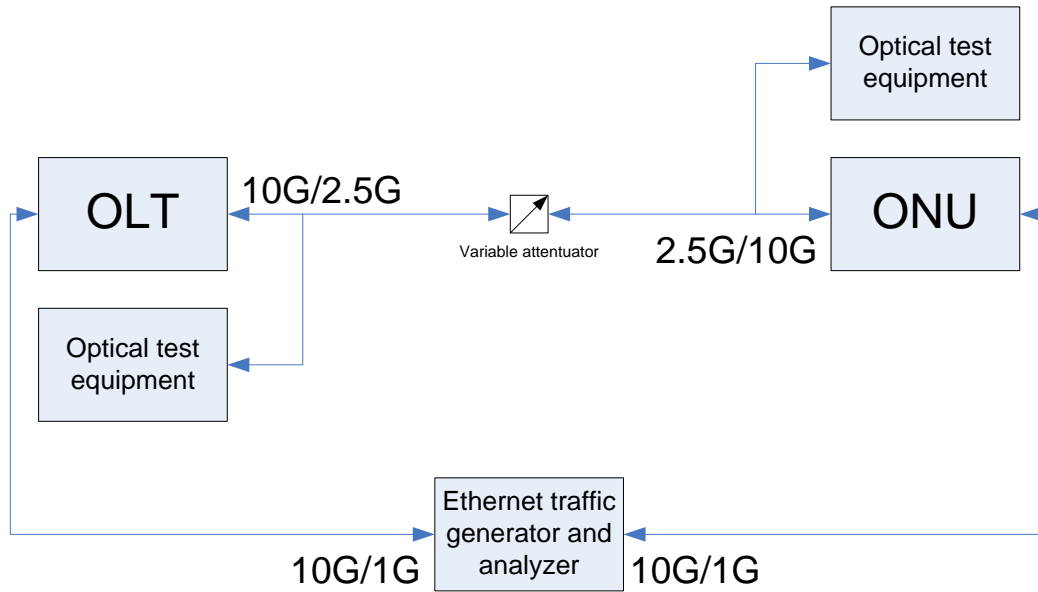 Optical test
equipment
OLT
10G/2.5G
ONU
Variable attentuator
2.5G/10G
Optical test
equipment
Ethernet traffic
generator and
analyzer
10G/1G
10G/1G